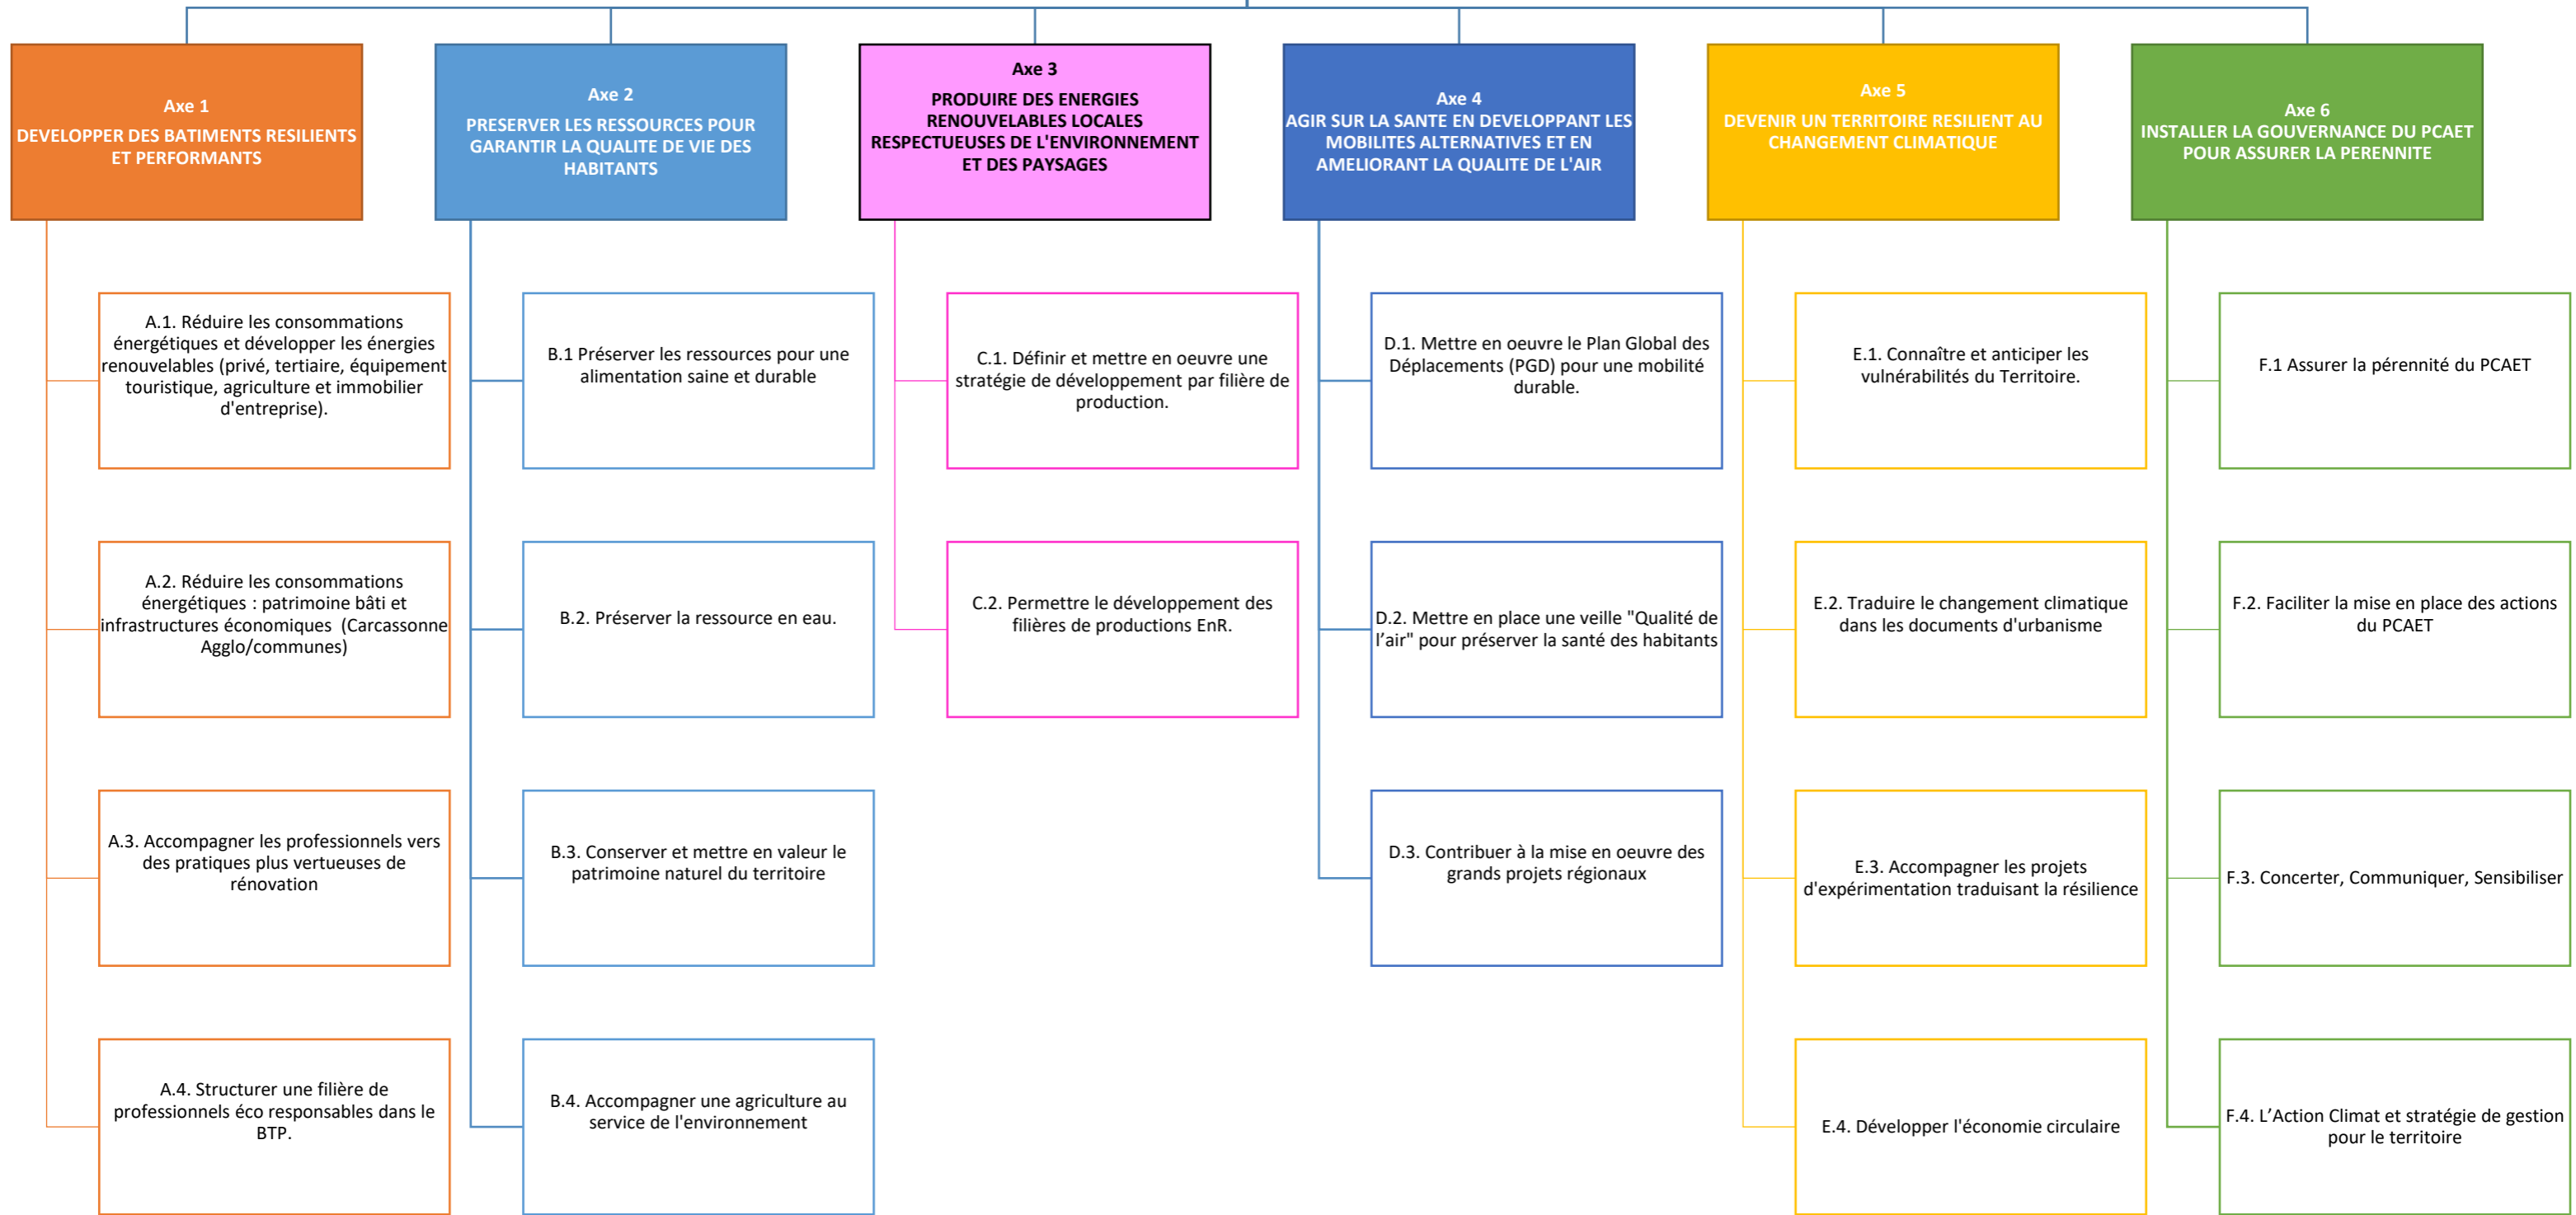 Axe 1
DEVELOPPER DES BATIMENTS RESILIENTS
ET PERFORMANTS
Axe 2
PRESERVER LES RESSOURCES POUR
GARANTIR LA QUALITE DE VIE DES
HABITANTS
Axe 3
PRODUIRE DES ENERGIES
RENOUVELABLES LOCALES
RESPECTUEUSES DE L'ENVIRONNEMENT
ET DES PAYSAGES
Axe 4
AGIR SUR LA SANTE EN DEVELOPPANT LES
MOBILITES ALTERNATIVES ET EN
AMELIORANT LA QUALITE DE L'AIR
Axe 5
DEVENIR UN TERRITOIRE RESILIENT AU
CHANGEMENT CLIMATIQUE
Axe 6
INSTALLER LA GOUVERNANCE DU PCAET
POUR ASSURER LA PERENNITE
A.1. Réduire les consommations
énergétiques et développer les énergies
renouvelables (privé, tertiaire, équipement
touristique, agriculture et immobilier
d'entreprise).
B.1 Préserver les ressources pour une
alimentation saine et durable
C.1. Définir et mettre en oeuvre une
stratégie de développement par filière de
production.
D.1. Mettre en oeuvre le Plan Global des
Déplacements (PGD) pour une mobilité
durable.
E.1. Connaître et anticiper les
vulnérabilités du Territoire.
F.1 Assurer la pérennité du PCAET
A.2. Réduire les consommations
énergétiques : patrimoine bâti et
infrastructures économiques (Carcassonne
Agglo/communes)
B.2. Préserver la ressource en eau.
C.2. Permettre le développement des
filières de productions EnR.
D.2. Mettre en place une veille "Qualité de
l’air" pour préserver la santé des habitants
E.2. Traduire le changement climatique
dans les documents d'urbanisme
F.2. Faciliter la mise en place des actions
du PCAET
A.3. Accompagner les professionnels vers
des pratiques plus vertueuses de
rénovation
B.3. Conserver et mettre en valeur le
patrimoine naturel du territoire
D.3. Contribuer à la mise en oeuvre des
grands projets régionaux
E.3. Accompagner les projets
d'expérimentation traduisant la résilience
F.3. Concerter, Communiquer, Sensibiliser
A.4. Structurer une filière de
professionnels éco responsables dans le
BTP.
B.4. Accompagner une agriculture au
service de l'environnement
E.4. Développer l'économie circulaire
F.4. L’Action Climat et stratégie de gestion
pour le territoire